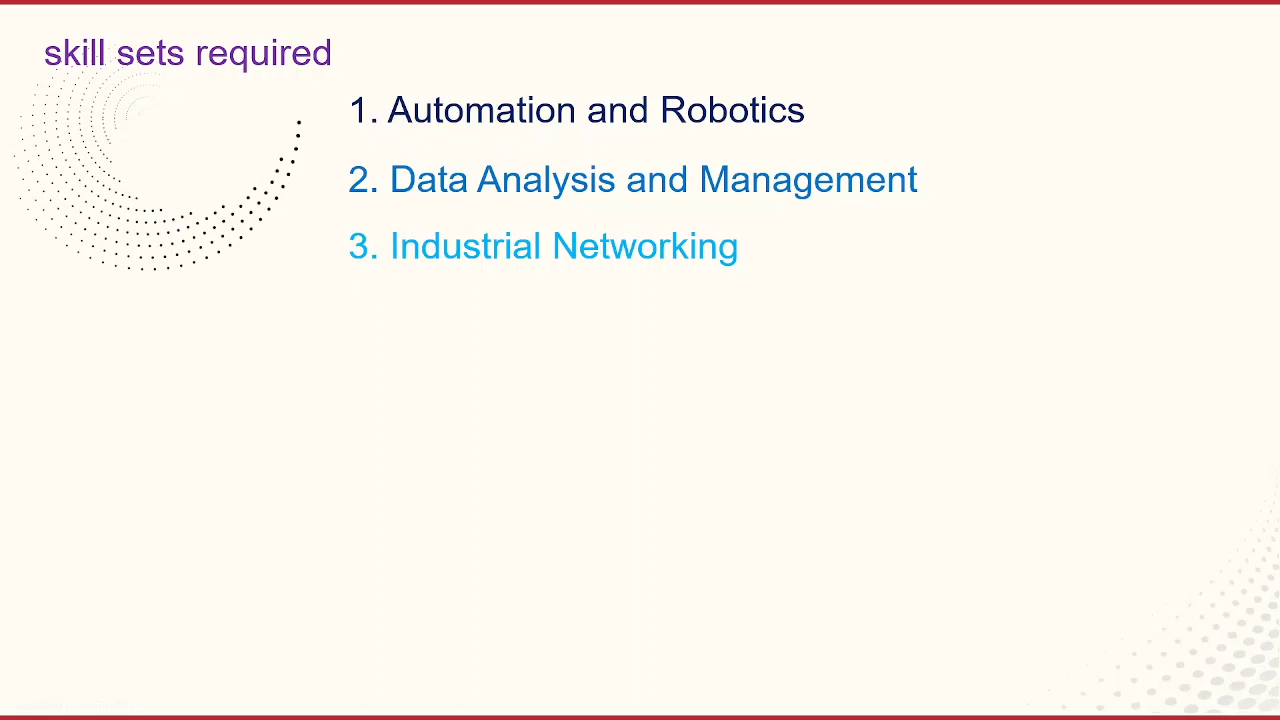 skill sets required
1. Automation and Robotics
2. Data Analysis and Management
3. Industrial Networking